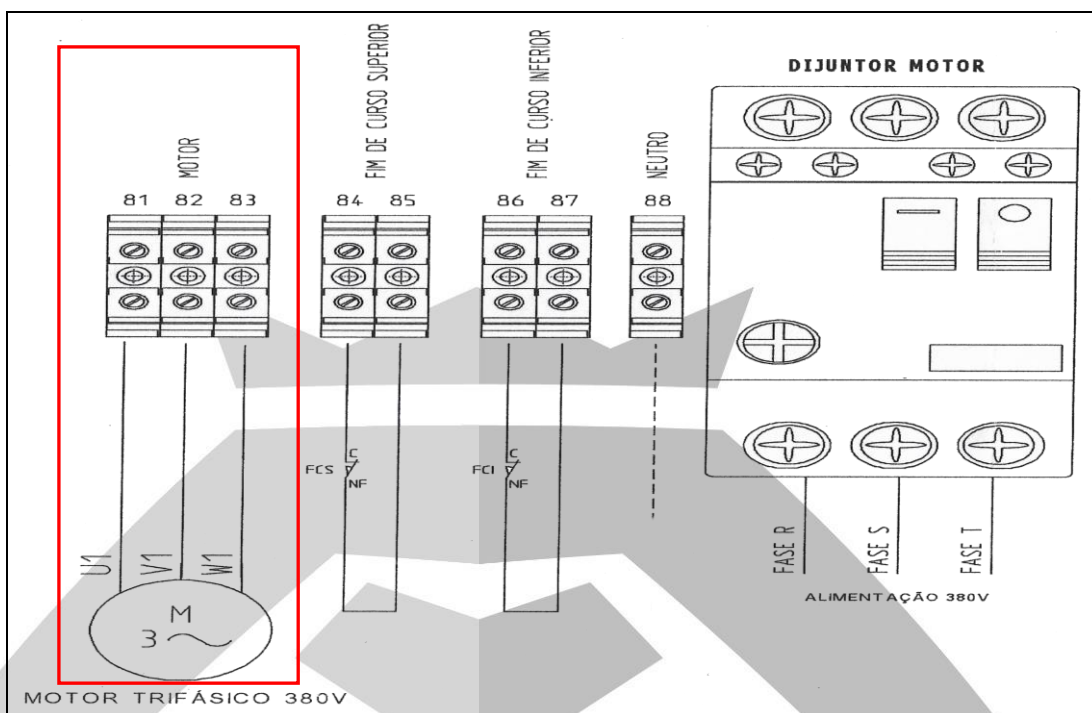 DIJUNTOR MOTOR
MOTOR
FIM DE CURSO SUPERIOR
FIM DE CURSO INFERIOR
NEUTRO
81 82 83
84 85
86 87
88
C
FCS
NF
C
FCI
NF
U1
V1
W1
M
3
MOTOR TRIFÁSICO 380V
FASE R
FASE S
FASE T
ALIMENTAÇÃO 380V